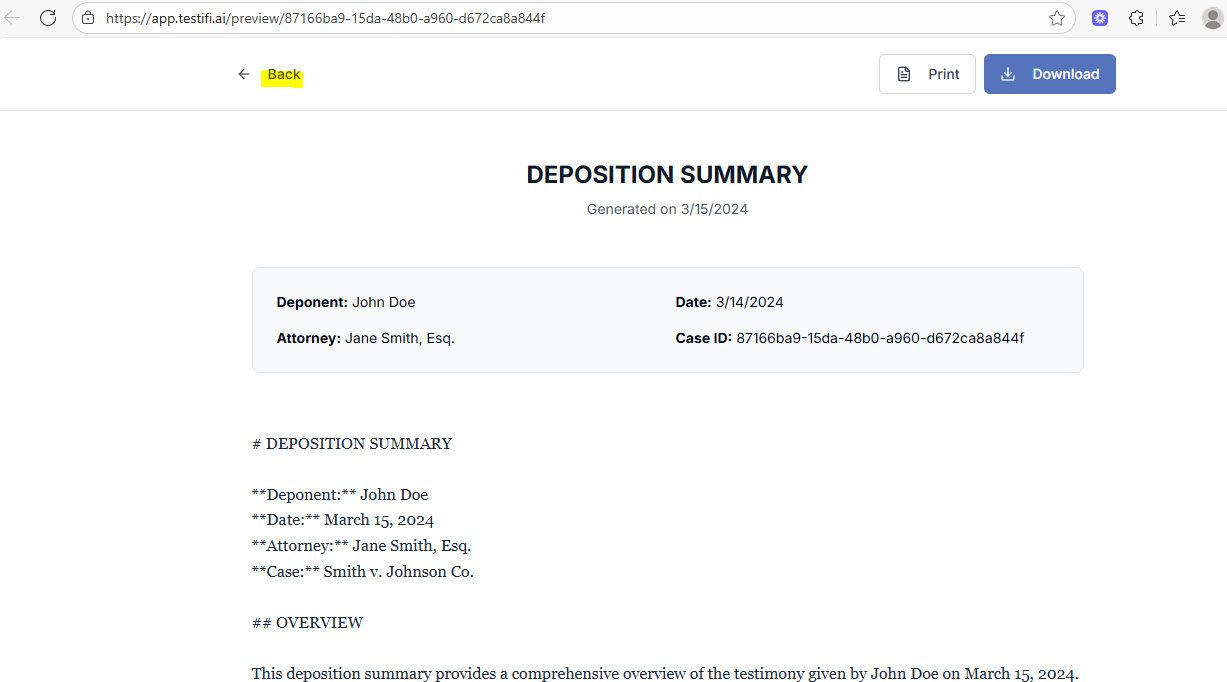 https://app.testifi.ai/preview/87166ba9-15da-48b0-a960-d672ca8a844f
Back
Print
Download
DEPOSITION SUMMARY
Generated on 3/15/2024
Deponent: John Doe
Date: 3/14/2024
Attorney: Jane Smith, Esq.
Case ID: 87166ba9-15da-48b0-a960-d672ca8a844f
# DEPOSITION SUMMARY
**Deponent:** John Doe
**Date:** March 15, 2024
**Attorney:** Jane Smith, Esq.
**Case:** Smith v. Johnson Co.
## OVERVIEW
This deposition summary provides a comprehensive overview of the testimony given by John Doe on March 15, 2024.